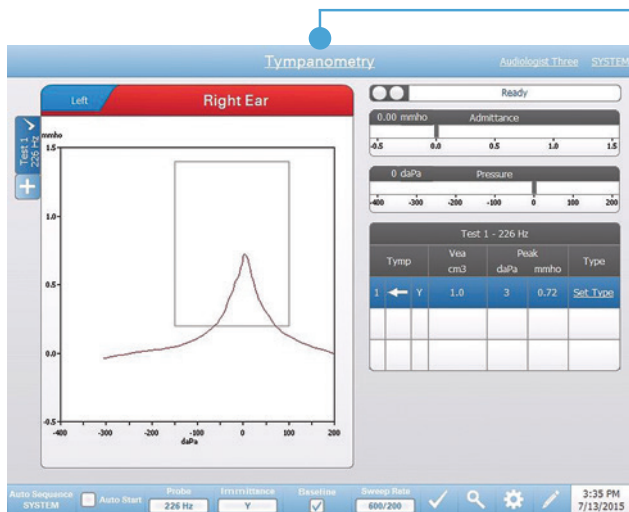 Tympanometry
Audiologist Three SYSTEM
Left Right Ear
Test 1
226 Hz
mmho
1.5
1.0
0.5
0.0
-0.5
-400 -300 -200 -100 0 100 200
daPa
Ready
0.00 mmho Admittance
-0.5 0.0 0.5 1.0 1.5
0 daPa Pressure
-400 -300 -200 -100 0 100 200
Test 1 - 226 Hz
Tymp Vea cm3 Peak daPa mmho Type
1 Y 1.0 3 0.72 Set Type
Auto Sequence SYSTEM
Auto Start
Probe 226 Hz
Immittance Y
Baseline
Sweep Rate 600/200
3:35 PM
7/13/2015